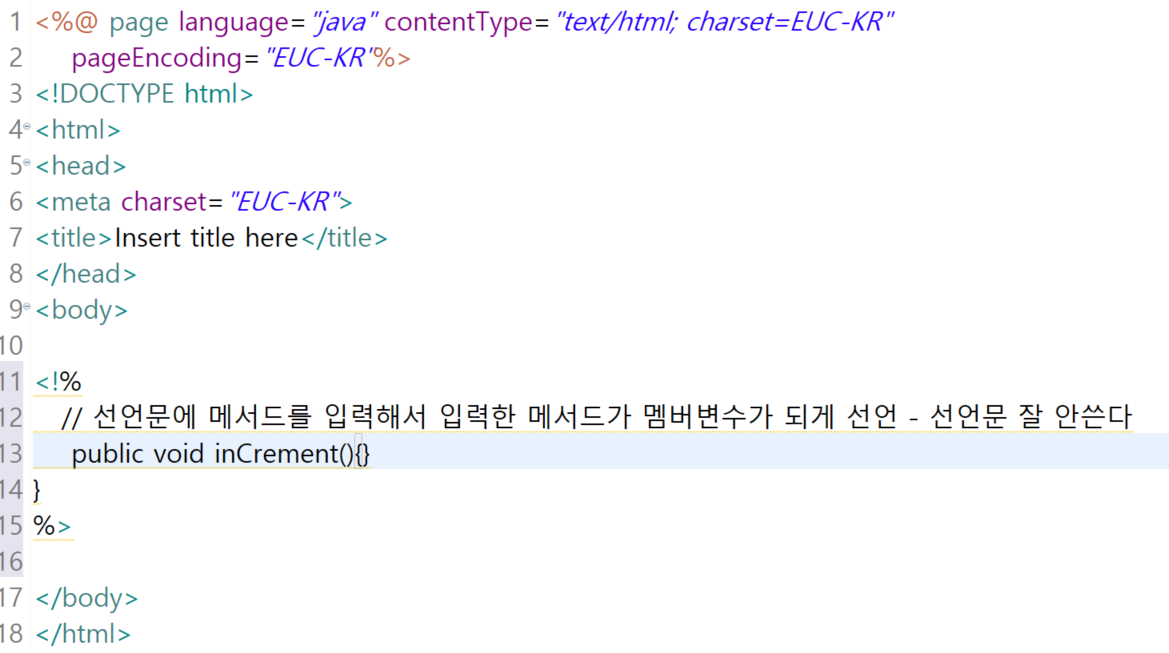 1 <%@ page language="java" contentType="text/html; charset=EUC-KR"
2     pageEncoding="EUC-KR"%>
3 <!DOCTYPE html>
4 <html>
5 <head>
6 <meta charset="EUC-KR">
7 <title>Insert title here</title>
8 </head>
9 <body>
10
11 <!%
12    // 선언문에 메서드를 입력해서 입력한 메서드가 멤버변수가 되게 선언 - 선언문 잘 안쓴다
13     public void inCrement(){}
14 }
15 %>
16
17 </body>
18 </html>